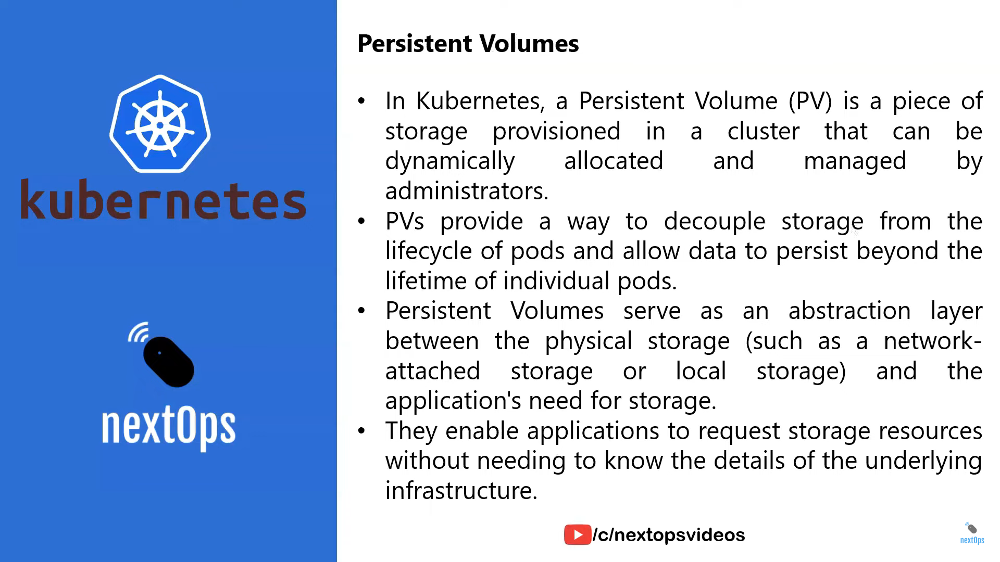 kubernetes
nextOps
Persistent Volumes
• In Kubernetes, a Persistent Volume (PV) is a piece of
storage provisioned in a cluster that can be
dynamically allocated and managed by
administrators.
• PVs provide a way to decouple storage from the
lifecycle of pods and allow data to persist beyond the
lifetime of individual pods.
• Persistent Volumes serve as an abstraction layer
between the physical storage (such as a network-
attached storage or local storage) and the
application's need for storage.
• They enable applications to request storage resources
without needing to know the details of the underlying
infrastructure.
/c/nextopsvideos
nextOps